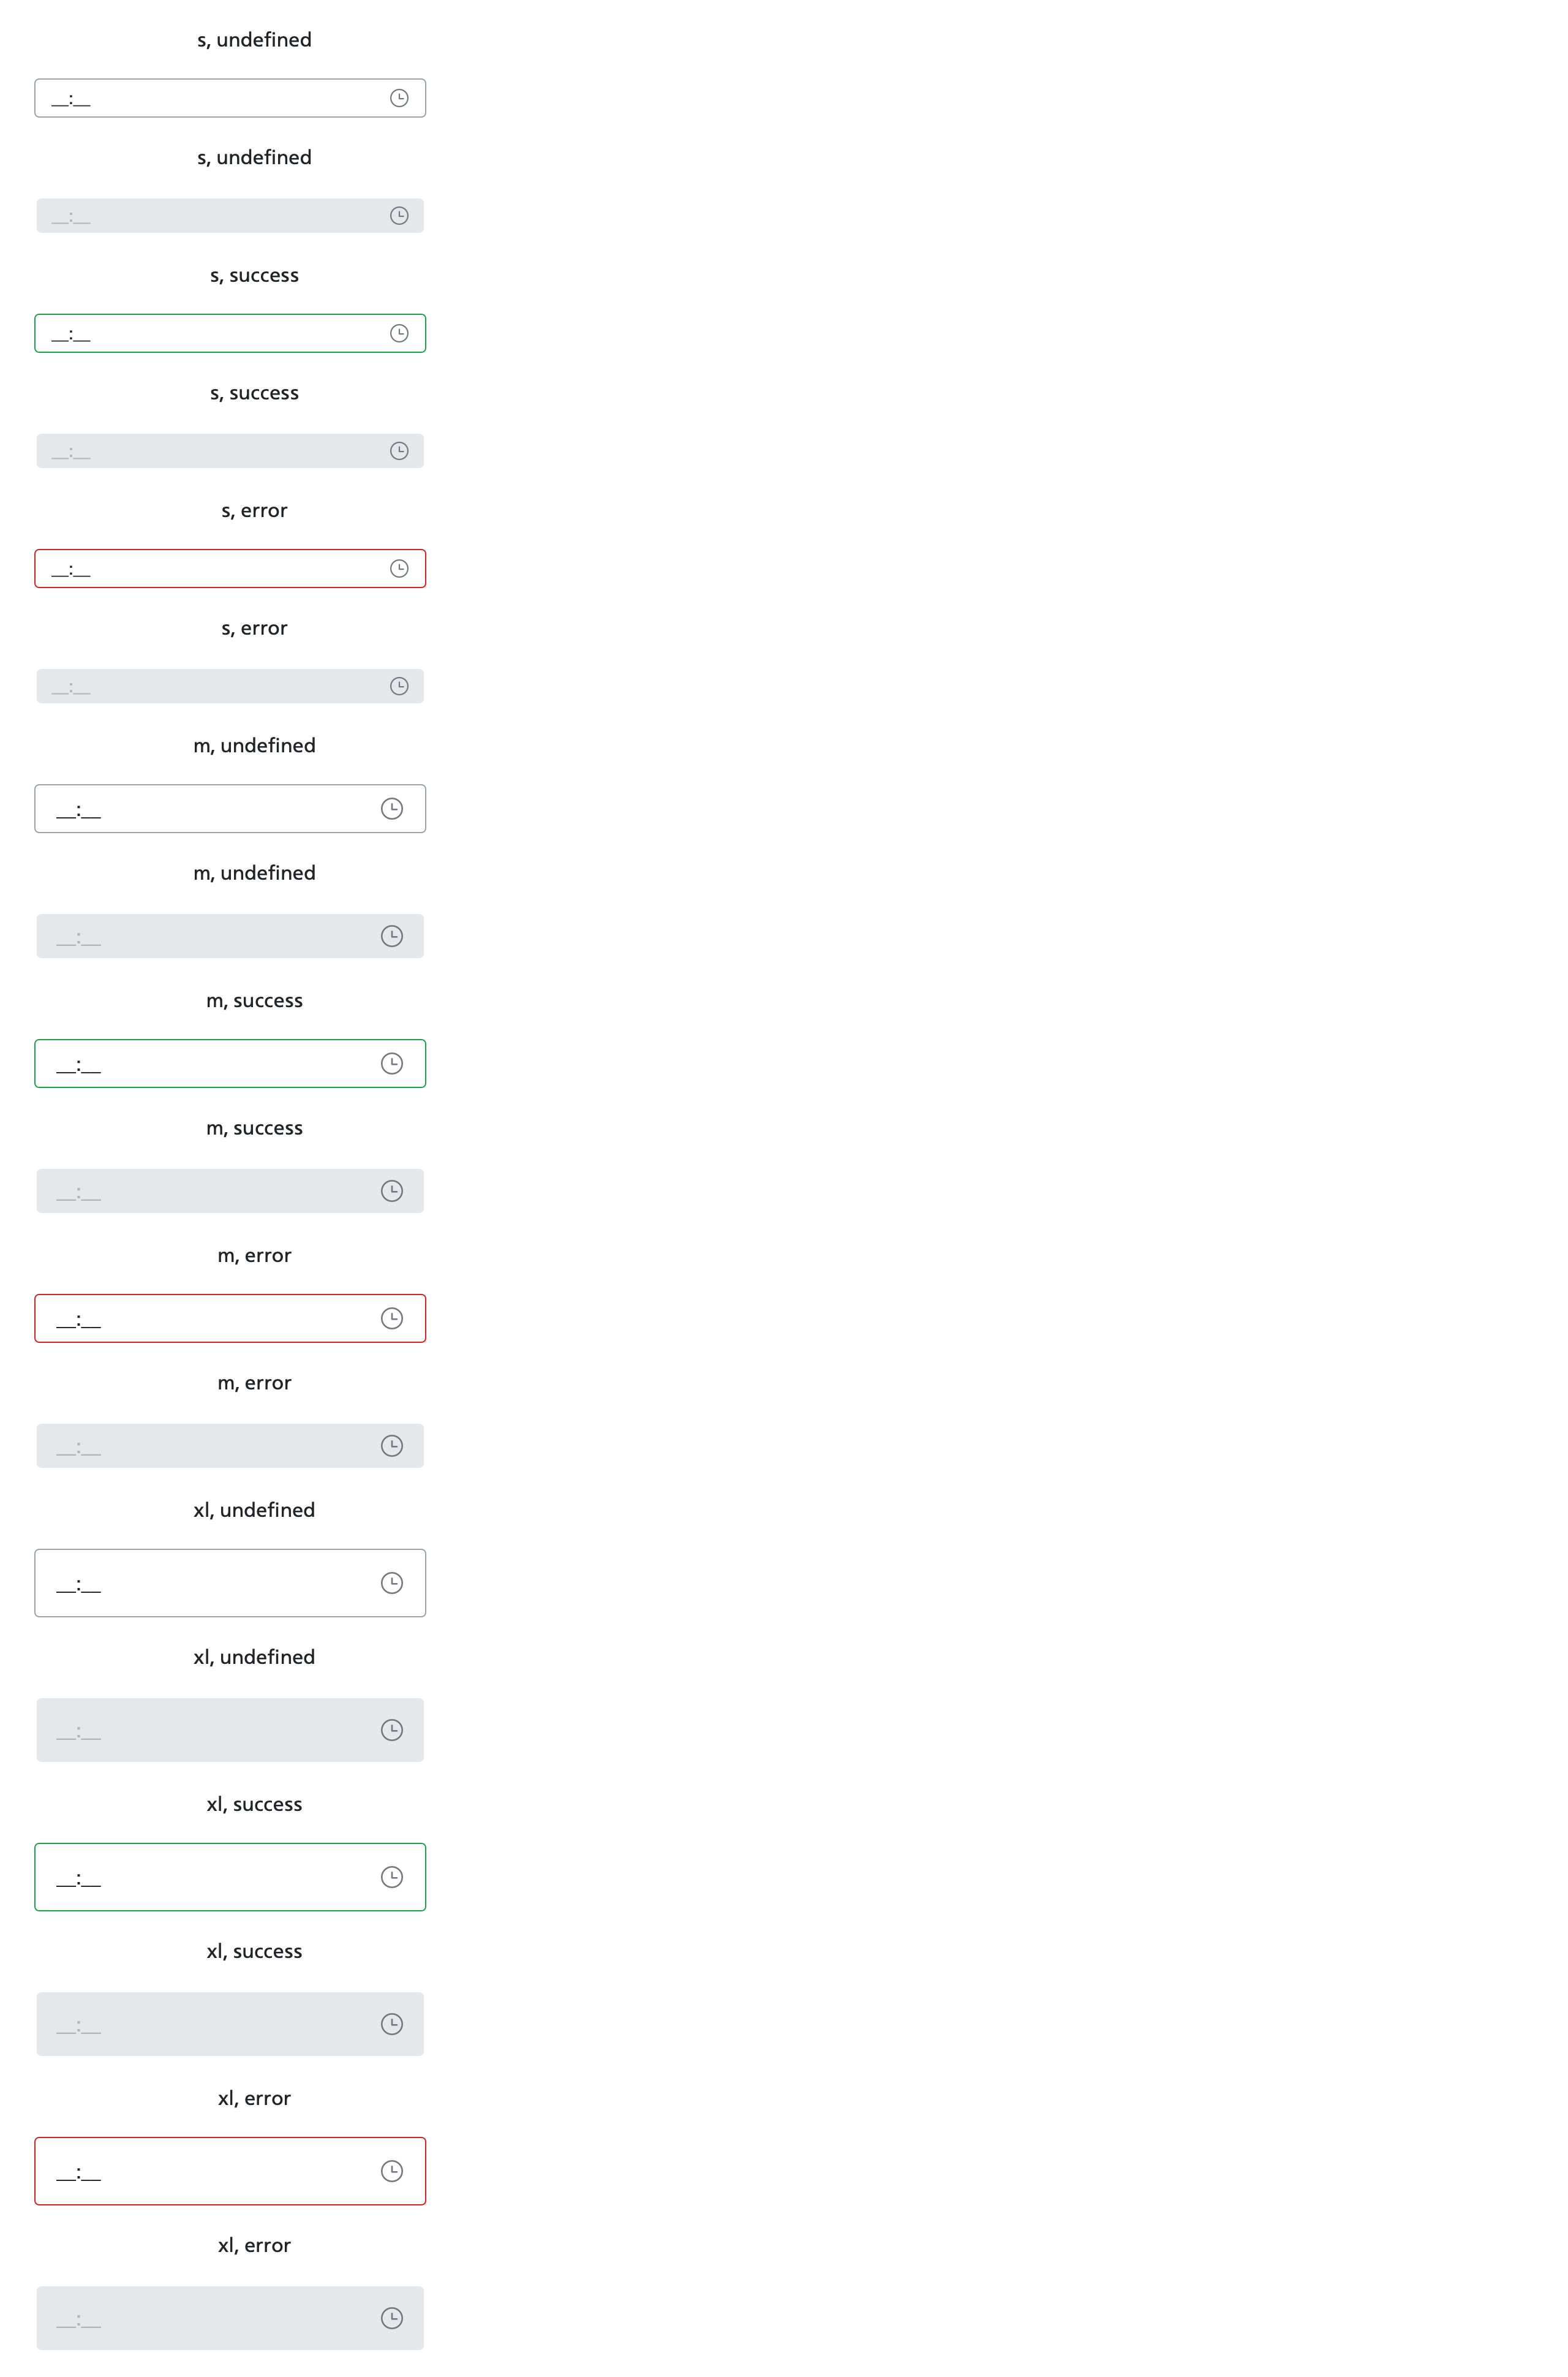 s, undefined
__:__
s, undefined
__:__
s, success
__:__
s, success
__:__
s, error
__:__
s, error
__:__
m, undefined
__:__
m, undefined
__:__
m, success
__:__
m, success
__:__
m, error
__:__
m, error
__:__
xl, undefined
__:__
xl, undefined
__:__
xl, success
__:__
xl, success
__:__
xl, error
__:__
xl, error
__:__